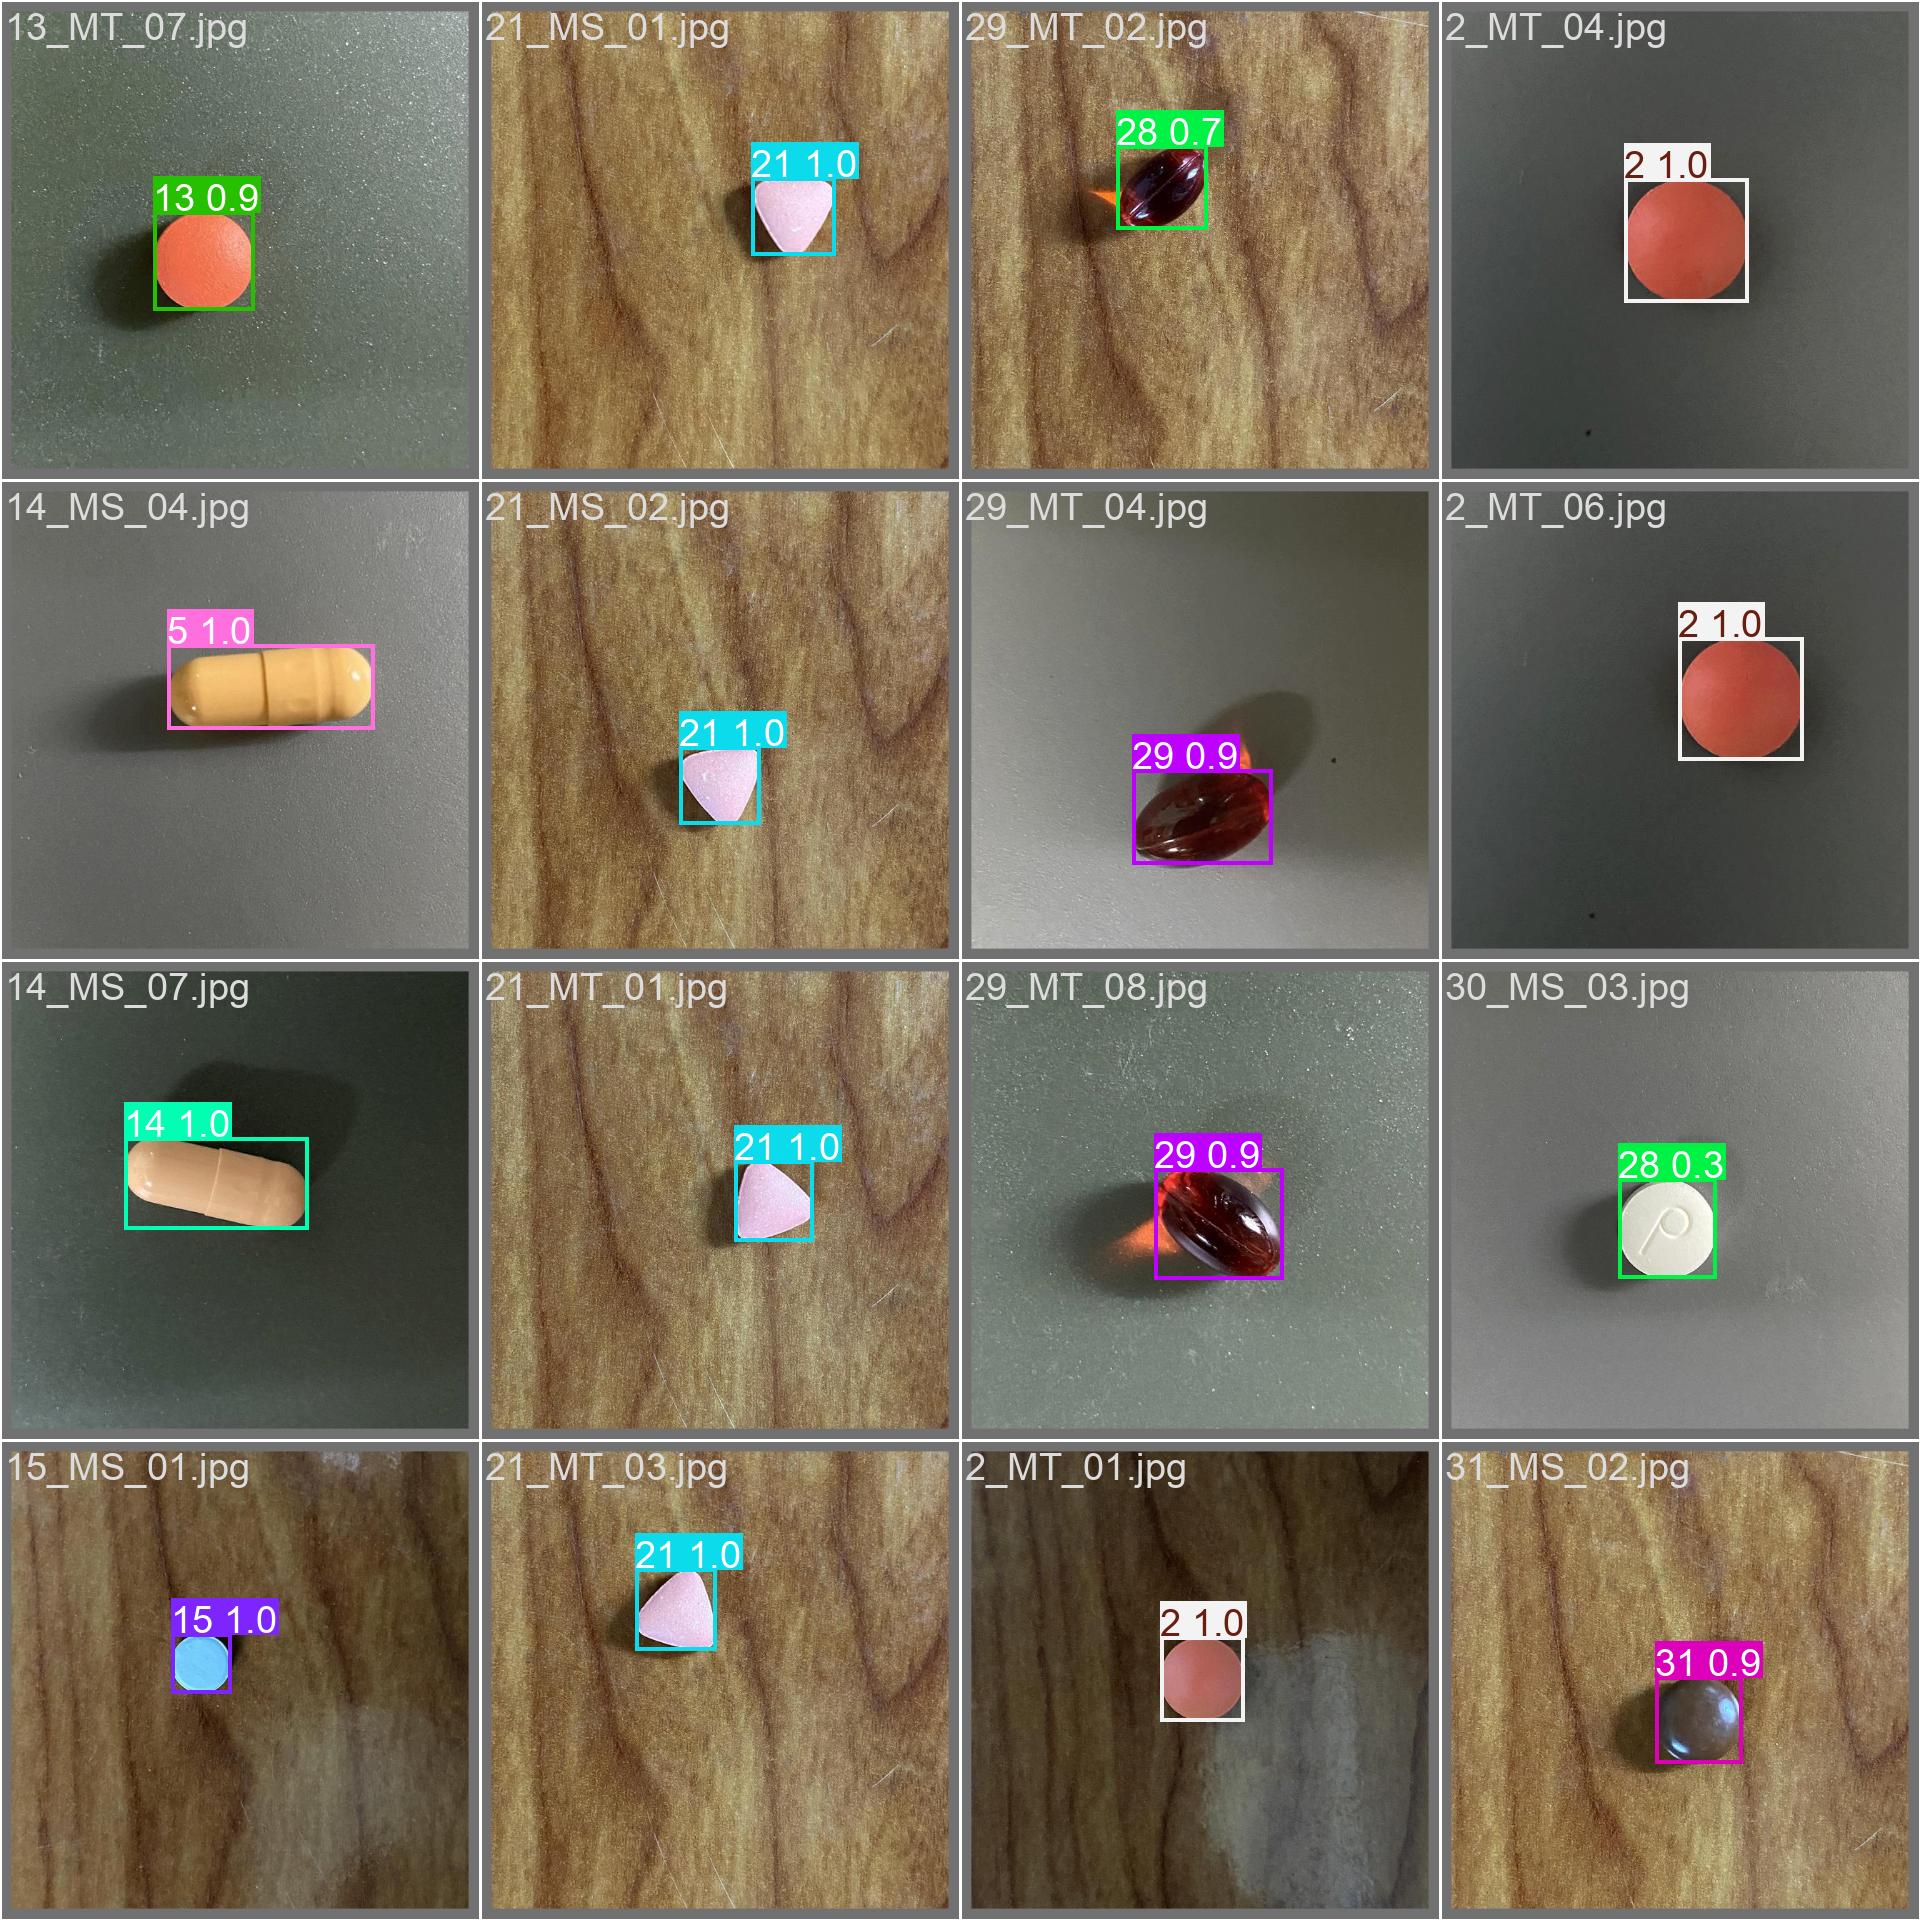 13_MT_07.jpg
13 0.9
21_MS_01.jpg
21 1.0
29_MT_02.jpg
28 0.7
2_MT_04.jpg
2 1.0
14_MS_04.jpg
5 1.0
21_MS_02.jpg
21 1.0
29_MT_04.jpg
29 0.9
2_MT_06.jpg
2 1.0
14_MS_07.jpg
14 1.0
21_MT_01.jpg
21 1.0
29_MT_08.jpg
29 0.9
30_MS_03.jpg
28 0.3
P
15_MS_01.jpg
15 1.0
21_MT_03.jpg
21 1.0
2_MT_01.jpg
2 1.0
31_MS_02.jpg
31 0.9